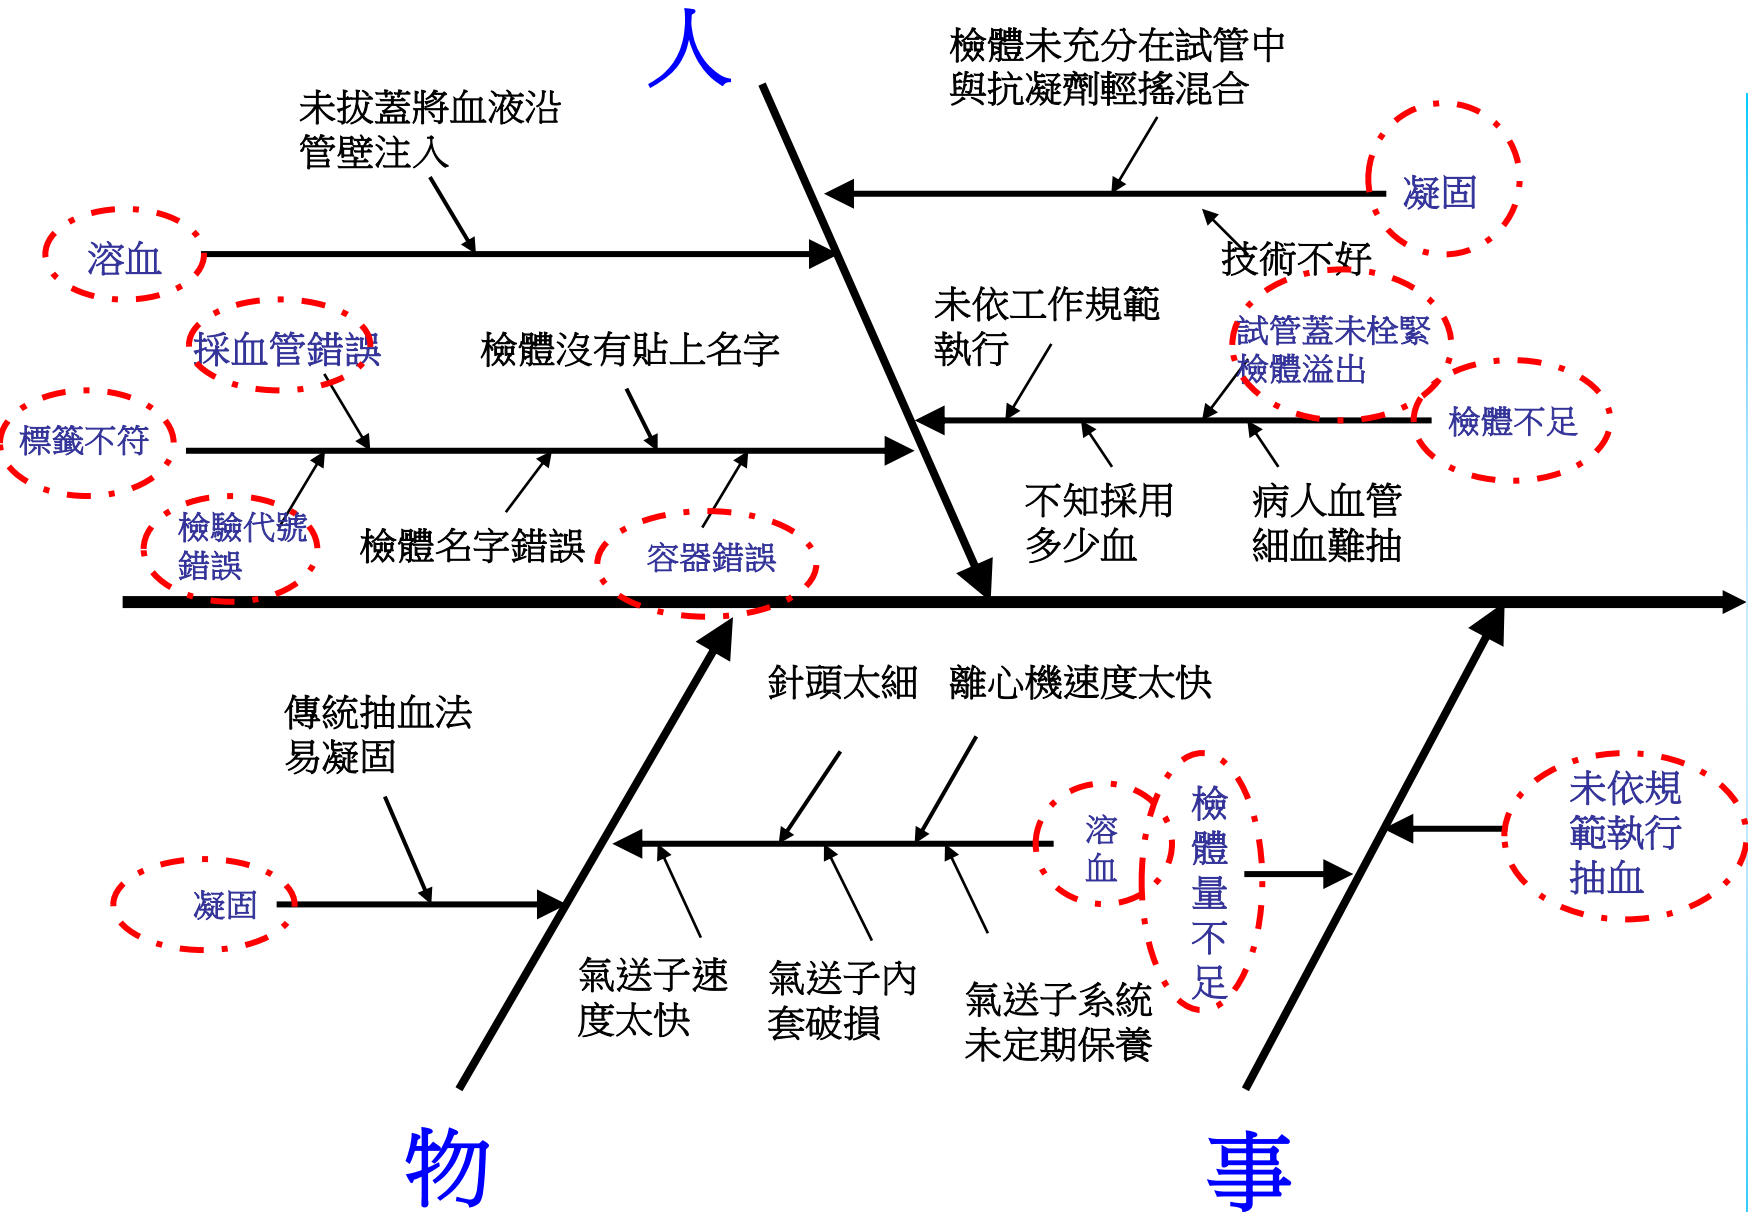 人
檢體未充分在試管中
與抗凝劑輕搖混合
未拔蓋將血液沿
管壁注入
凝固
溶血
技術不好
未依工作規範
執行
採血管錯誤
檢體沒有貼上名字
試管蓋未栓緊
檢體溢出
標籤不符
檢體不足
檢驗代號
錯誤
檢體名字錯誤
容器錯誤
不知採用
多少血
病人血管
細血難抽
針頭太細
離心機速度太快
傳統抽血法
易凝固
凝固
溶
血
檢
體
量
不
足
未依規
範執行
抽血
氣送子速
度太快
氣送子內
套破損
氣送子系統
未定期保養
物
事